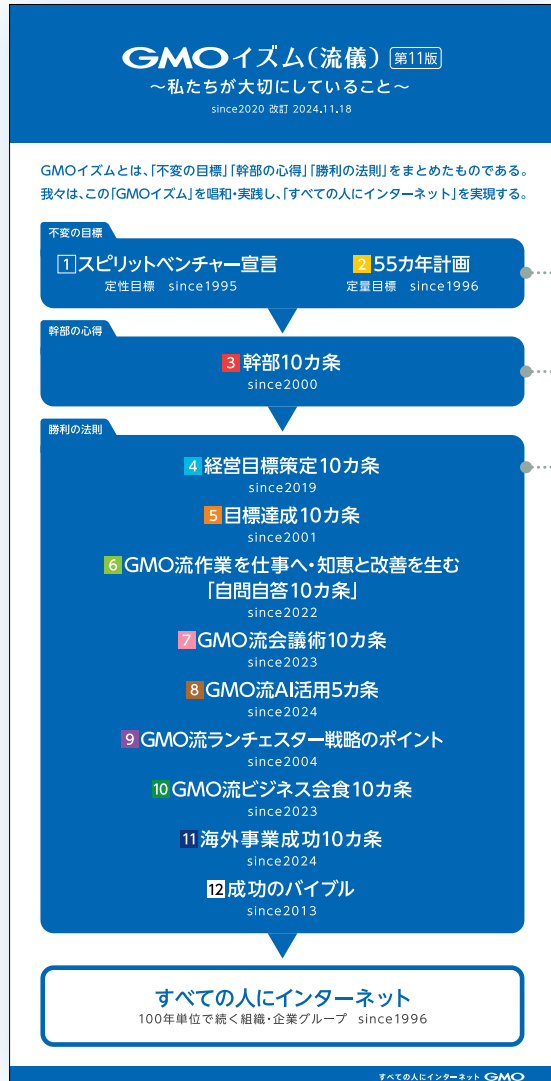 GMOイズム(流儀) 第11版
～私たちが大切にしていること～
since2020 改訂 2024.11.18
GMOイズムとは、「不変の目標」「幹部の心得」「勝利の法則」をまとめたものである。
我々は、この「GMOイズム」を唱和・実践し、「すべての人にインターネット」を実現する。
不変の目標
1 スピリットベンチャー宣言
定性目標 since1995
2 55カ年計画
定量目標 since1996
幹部の心得
3 幹部10カ条
since2000
勝利の法則
4 経営目標策定10カ条
since2019
5 目標達成10カ条
since2001
6 GMO流作業を仕事へ・知恵と改善を生む
「自問自答10カ条」
since2022
7 GMO流会議術10カ条
since2023
8 GMO流AI活用5カ条
since2024
9 GMO流ランチェスター戦略のポイント
since2004
10 GMO流ビジネス会食10カ条
since2023
11 海外事業成功10カ条
since2024
12 成功のバイブル
since2013
すべての人にインターネット
100年単位で続く組織・企業グループ since1996
すべての人にインターネット GMO